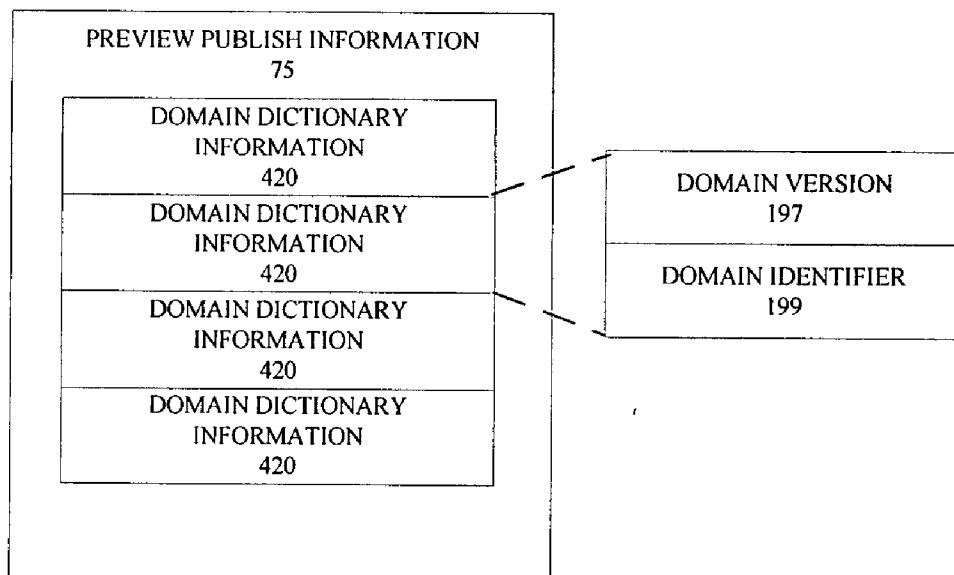 PREVIEW PUBLISH INFORMATION
75
DOMAIN DICTIONARY
INFORMATION
420
DOMAIN DICTIONARY
INFORMATION
420
DOMAIN DICTIONARY
INFORMATION
420
DOMAIN DICTIONARY
INFORMATION
420
DOMAIN VERSION
197
DOMAIN IDENTIFIER
199